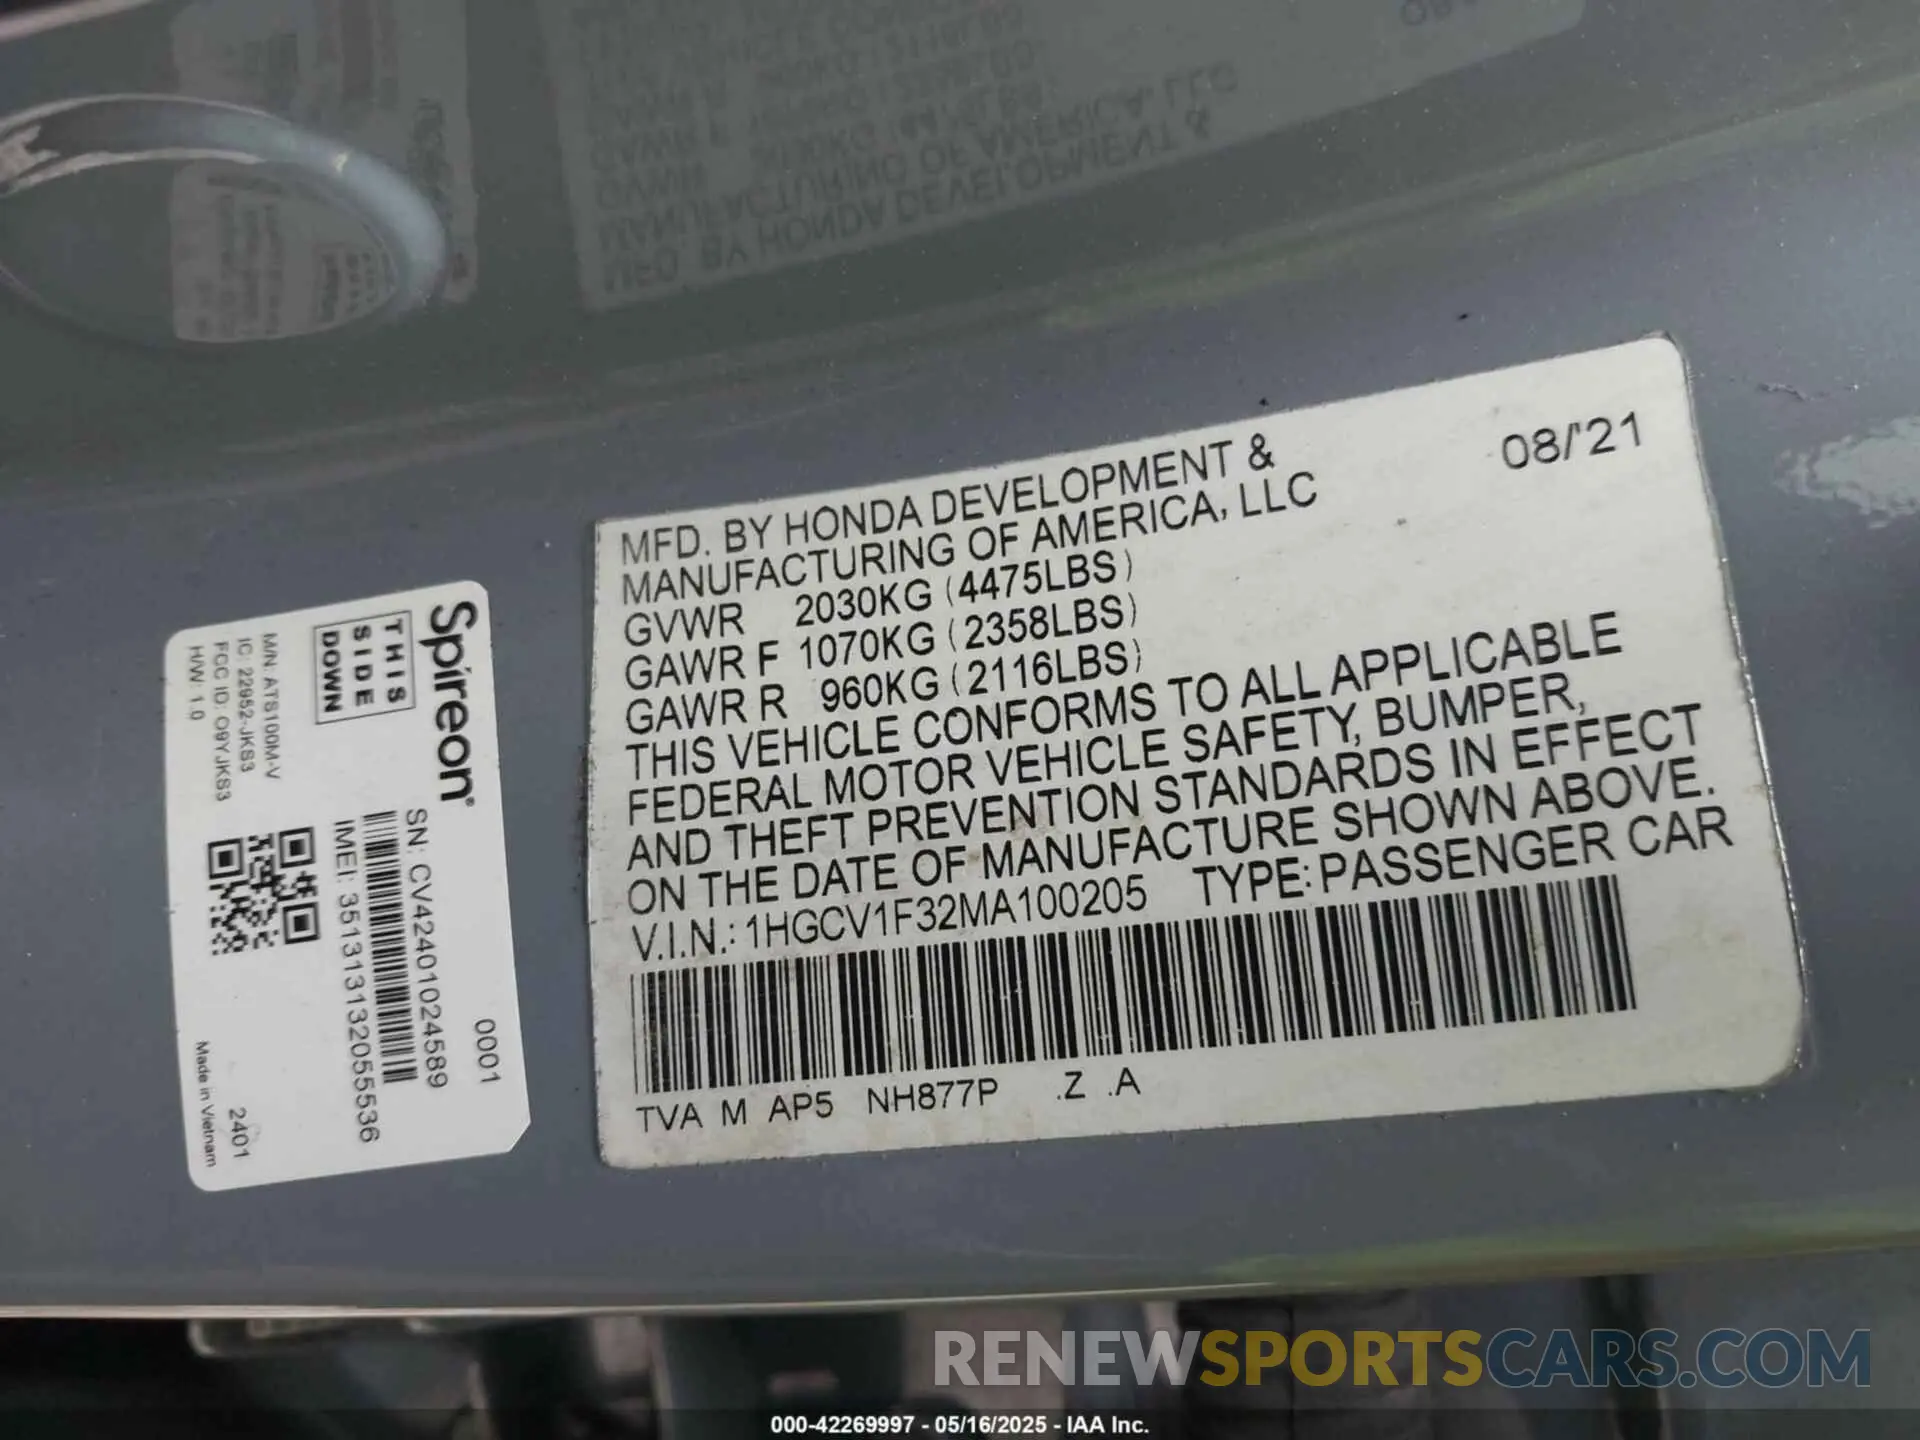 MFD. BY HONDA DEVELOPMENT &
MANUFACTURING OF AMERICA, LLC
08/'21
GVWR 2030KG (4475LBS)
GAWR F 1070KG (2358LBS)
GAWR R 960KG (2116LBS)
THIS VEHICLE CONFORMS TO ALL APPLICABLE
FEDERAL MOTOR VEHICLE SAFETY, BUMPER,
AND THEFT PREVENTION STANDARDS IN EFFECT
ON THE DATE OF MANUFACTURE SHOWN ABOVE.
V.I.N.: 1HGCV1F32MA100205 TYPE: PASSENGER CAR
TVA M AP5 NH877P .Z .A
Spireon®
THIS
SIDE
DOWN
M/N: ATS100M-V
IC: 22952-JKS3
FCC ID: O9YJKS3
H/W: 1.0
0001
SN: CV42401024589
IMEI: 351313132055536
2401
Made in Vietnam
RENEWSPORTSCARS.COM
000-42269997 - 05/16/2025 - IAA Inc.